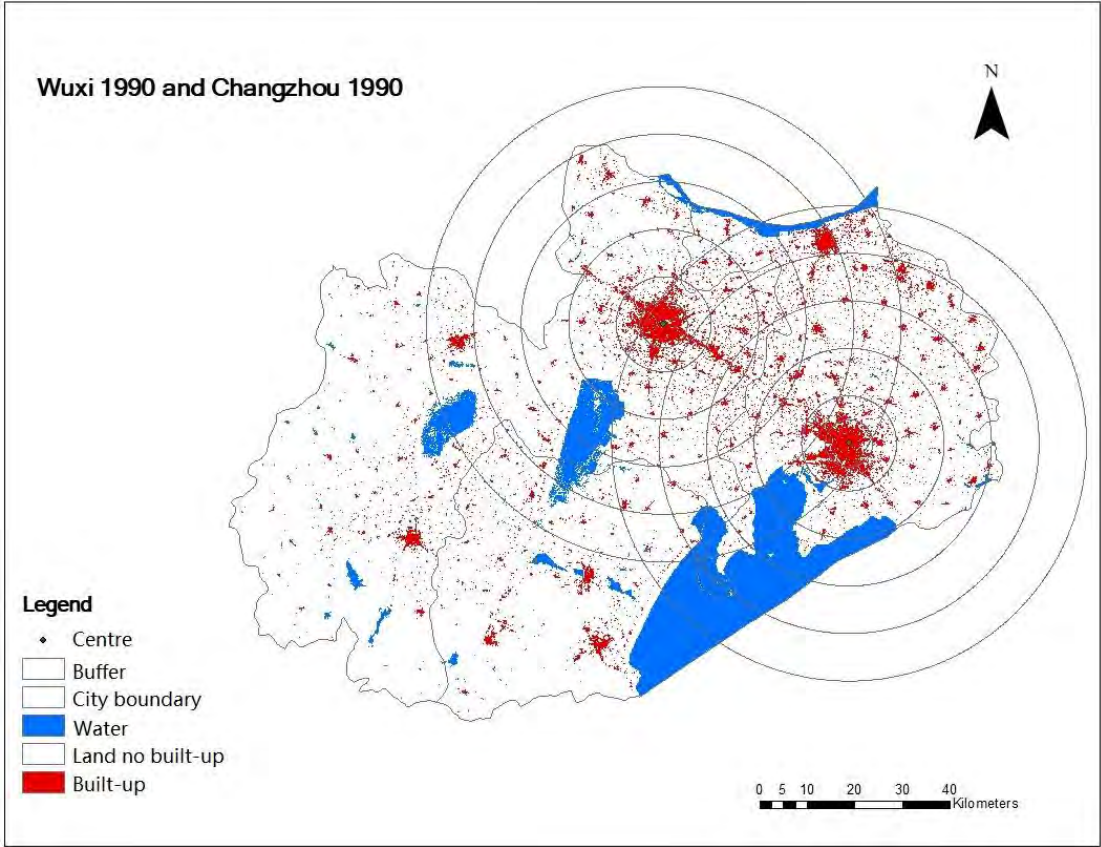 Wuxi 1990 and Changzhou 1990
N
Legend
Centre
Buffer
City boundary
Water
Land no built-up
Built-up
0 5 10 20 30 40
Kilometers